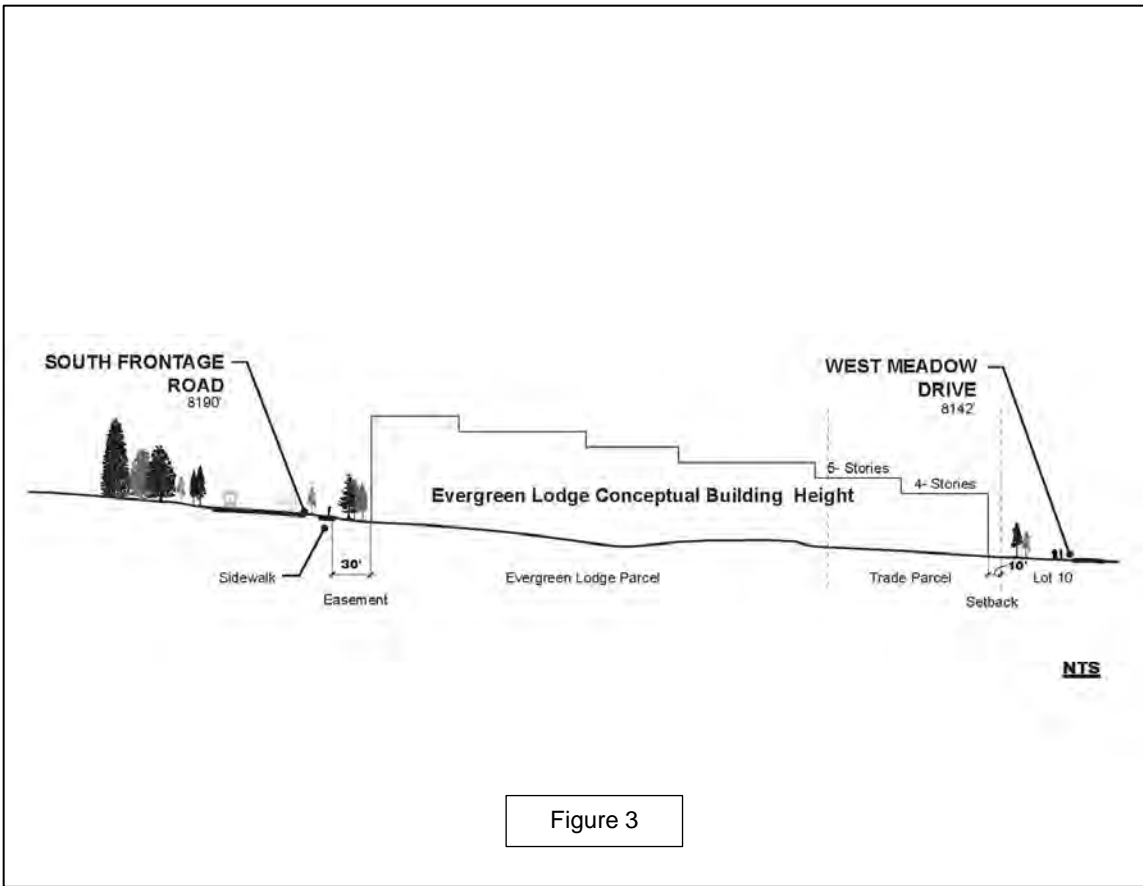 SOUTH FRONTAGE
ROAD
8190'
WEST MEADOW
DRIVE
8142'
5- Stories
4- Stories
Evergreen Lodge Conceptual Building Height
30'
10'
Sidewalk
Evergreen Lodge Parcel
Trade Parcel
Lot 10
Easement
Setback
NTS
Figure 3